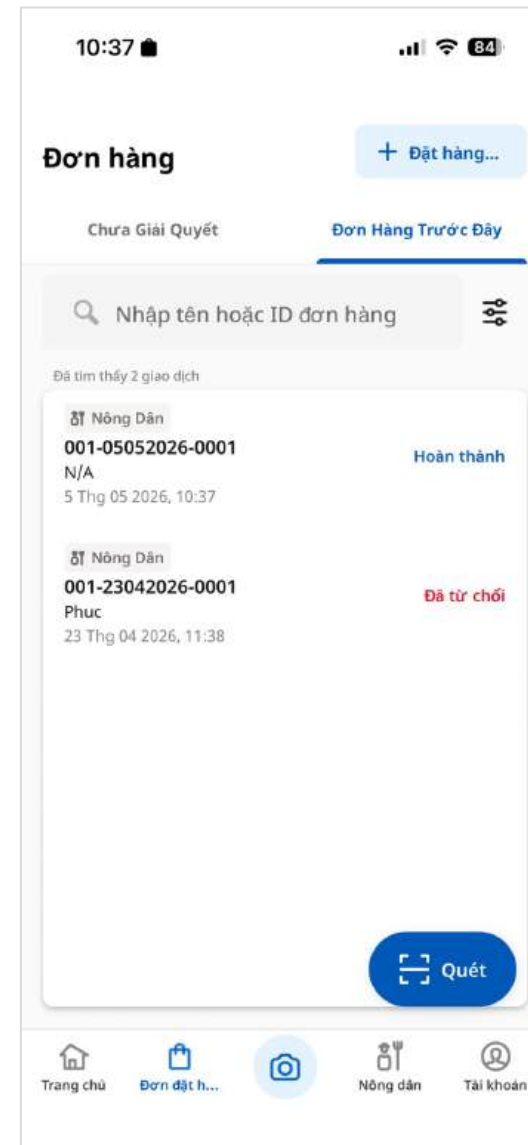 10:37
84
Đơn hàng
+ Đặt hàng...
Chưa Giải Quyết
Đơn Hàng Trước Đây
Nhập tên hoặc ID đơn hàng
Đã tìm thấy 2 giao dịch
Nông Dân
001-05052026-0001
Hoàn thành
N/A
5 Thg 05 2026, 10:37
Nông Dân
001-23042026-0001
Đã từ chối
Phuc
23 Thg 04 2026, 11:38
Quét
Trang chủ
Đơn đặt h...
Nông dân
Tài khoản